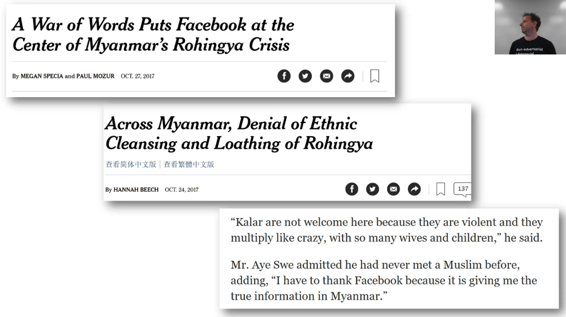 A War of Words Puts Facebook at the
Center of Myanmar's Rohingya Crisis
By MEGAN SPECIA and PAUL MOZUR OCT. 27, 2017
Across Myanmar, Denial of Ethnic
Cleansing and Loathing of Rohingya
查看简体中文版 | 查看繁體中文版
By HANNAH BEECH OCT. 24, 2017
137
“Kalar are not welcome here because they are violent and they
multiply like crazy, with so many wives and children,” he said.
Mr. Aye Swe admitted he had never met a Muslim before,
adding, “I have to thank Facebook because it is giving me the
true information in Myanmar.”